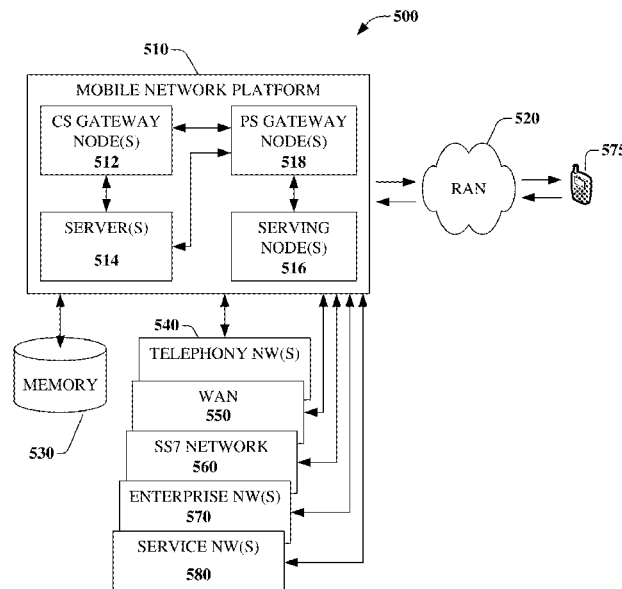 500
510
MOBILE NETWORK PLATFORM
CS GATEWAY
NODE(S)
512
PS GATEWAY
NODE(S)
518
SERVER(S)
514
SERVING
NODE(S)
516
520
RAN
575
MEMORY
530
540
TELEPHONY NW(S)
WAN
550
SS7 NETWORK
560
ENTERPRISE NW(S)
570
SERVICE NW(S)
580